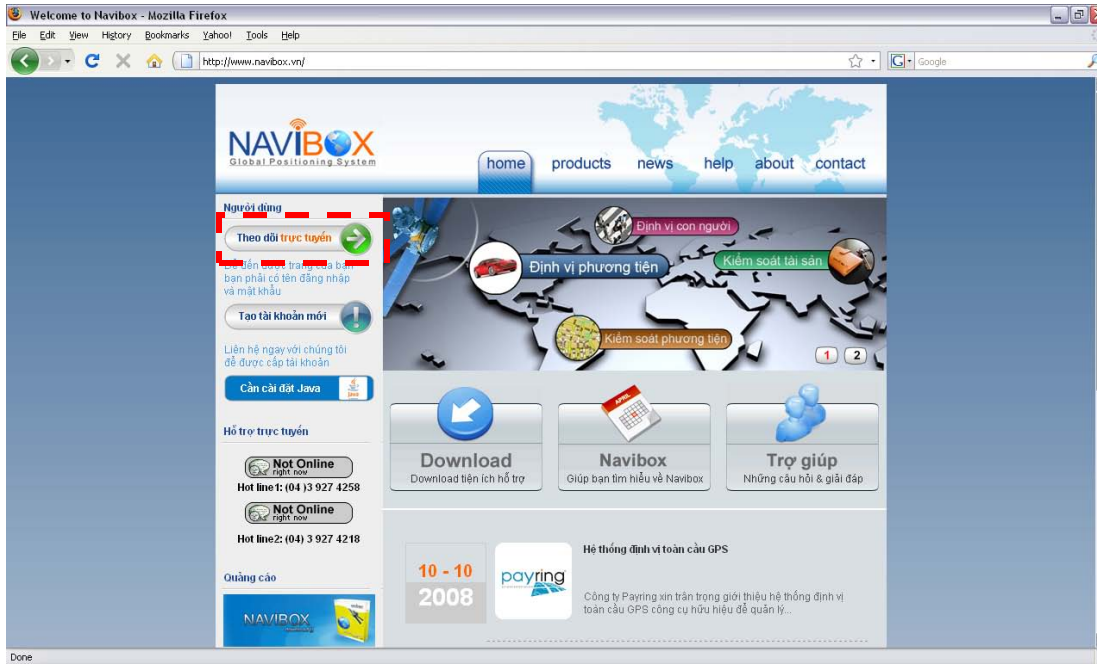 Welcome to Navibox - Mozilla Firefox
File Edit View History Bookmarks Yahoo! Tools Help
http://www.navibox.vn/
Google
NAVIBOX
Global Positioning System
home products news help about contact
Người dùng
Theo dõi trực tuyến
Để đến được trang của bạn
bạn phải có tên đăng nhập
và mật khẩu
Tạo tài khoản mới
Liên hệ ngay với chúng tôi
để được cấp tài khoản
Cần cài đặt Java
Java
Hỗ trợ trực tuyến
Not Online
right now
Hot line1: (04 )3 927 4258
Not Online
right now
Hot line2: (04) 3 927 4218
Quảng cáo
NAVIBOX
Định vị con người
Định vị phương tiện
Kiểm soát tài sản
Kiểm soát phương tiện
1 2
Download
Download tiện ích hỗ trợ
APRIL
Navibox
Giúp bạn tìm hiểu về Navibox
Trợ giúp
Những câu hỏi & giải đáp
10 - 10
2008
payring
Hệ thống định vị toàn cầu GPS
Công ty Payring xin trân trọng giới thiệu hệ thống định vị
toàn cầu GPS công cụ hữu hiệu để quản lý...
Done